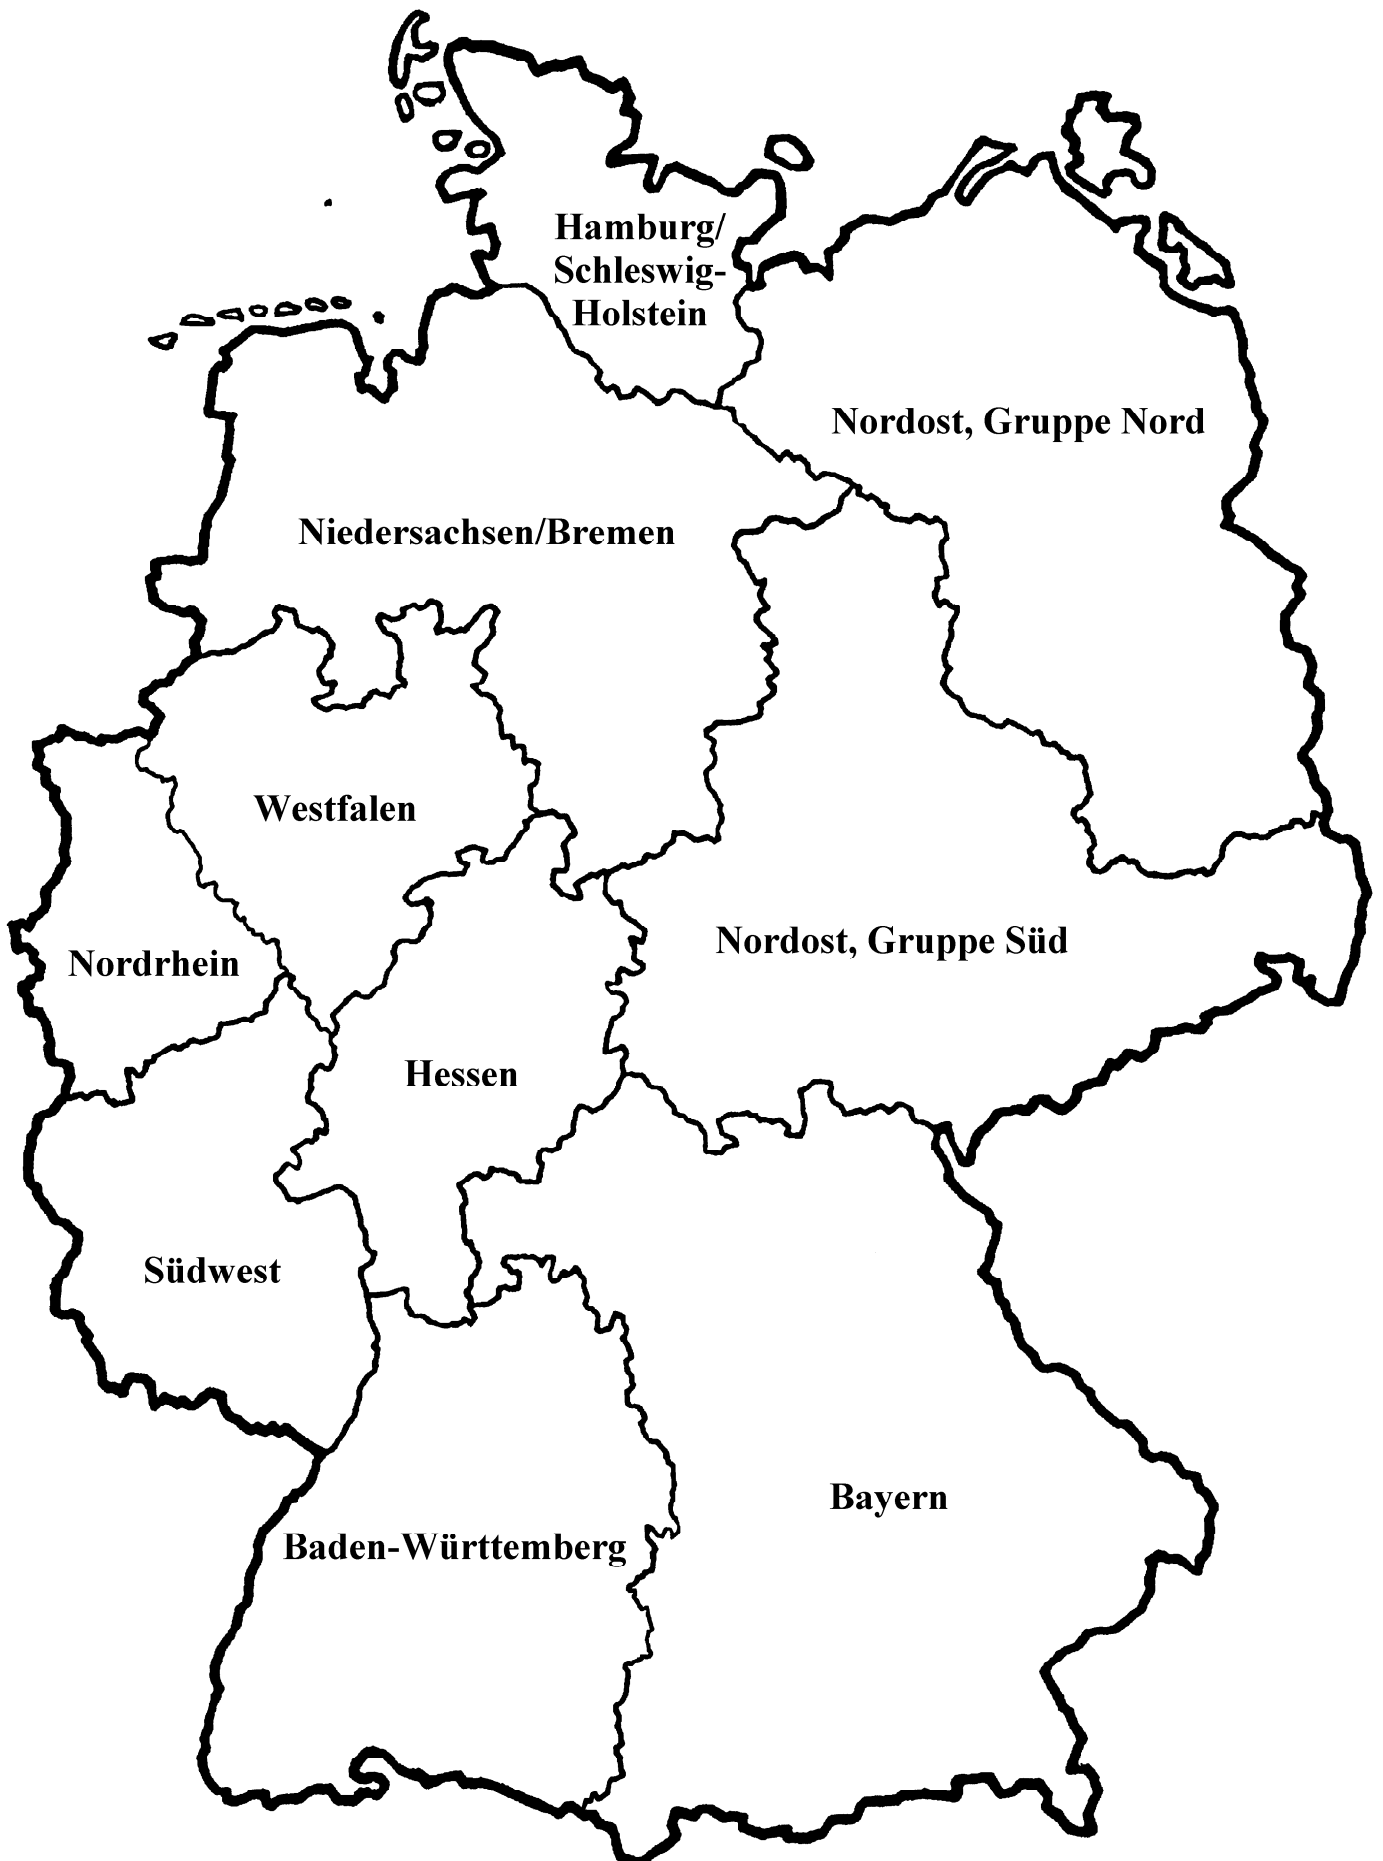 Hamburg/
Schleswig-
Holstein
Nordost, Gruppe Nord
Niedersachsen/Bremen
Westfalen
Nordost, Gruppe Süd
Nordrhein
Hessen
Südwest
Bayern
Baden-Württemberg